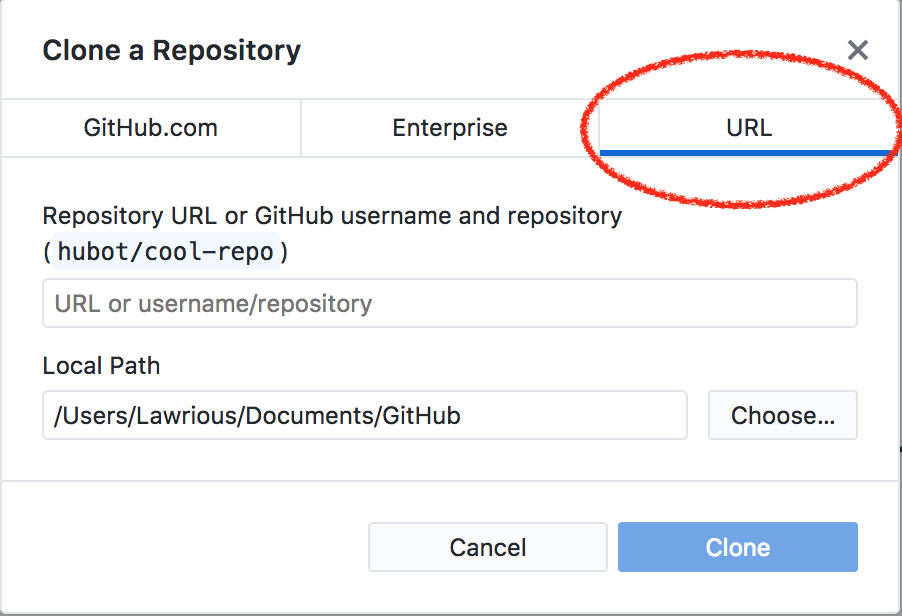 Clone a Repository
GitHub.com
Enterprise
URL
Repository URL or GitHub username and repository
(hubot/cool-repo)
URL or username/repository
Local Path
/Users/Lawrious/Documents/GitHub
Choose...
Cancel
Clone